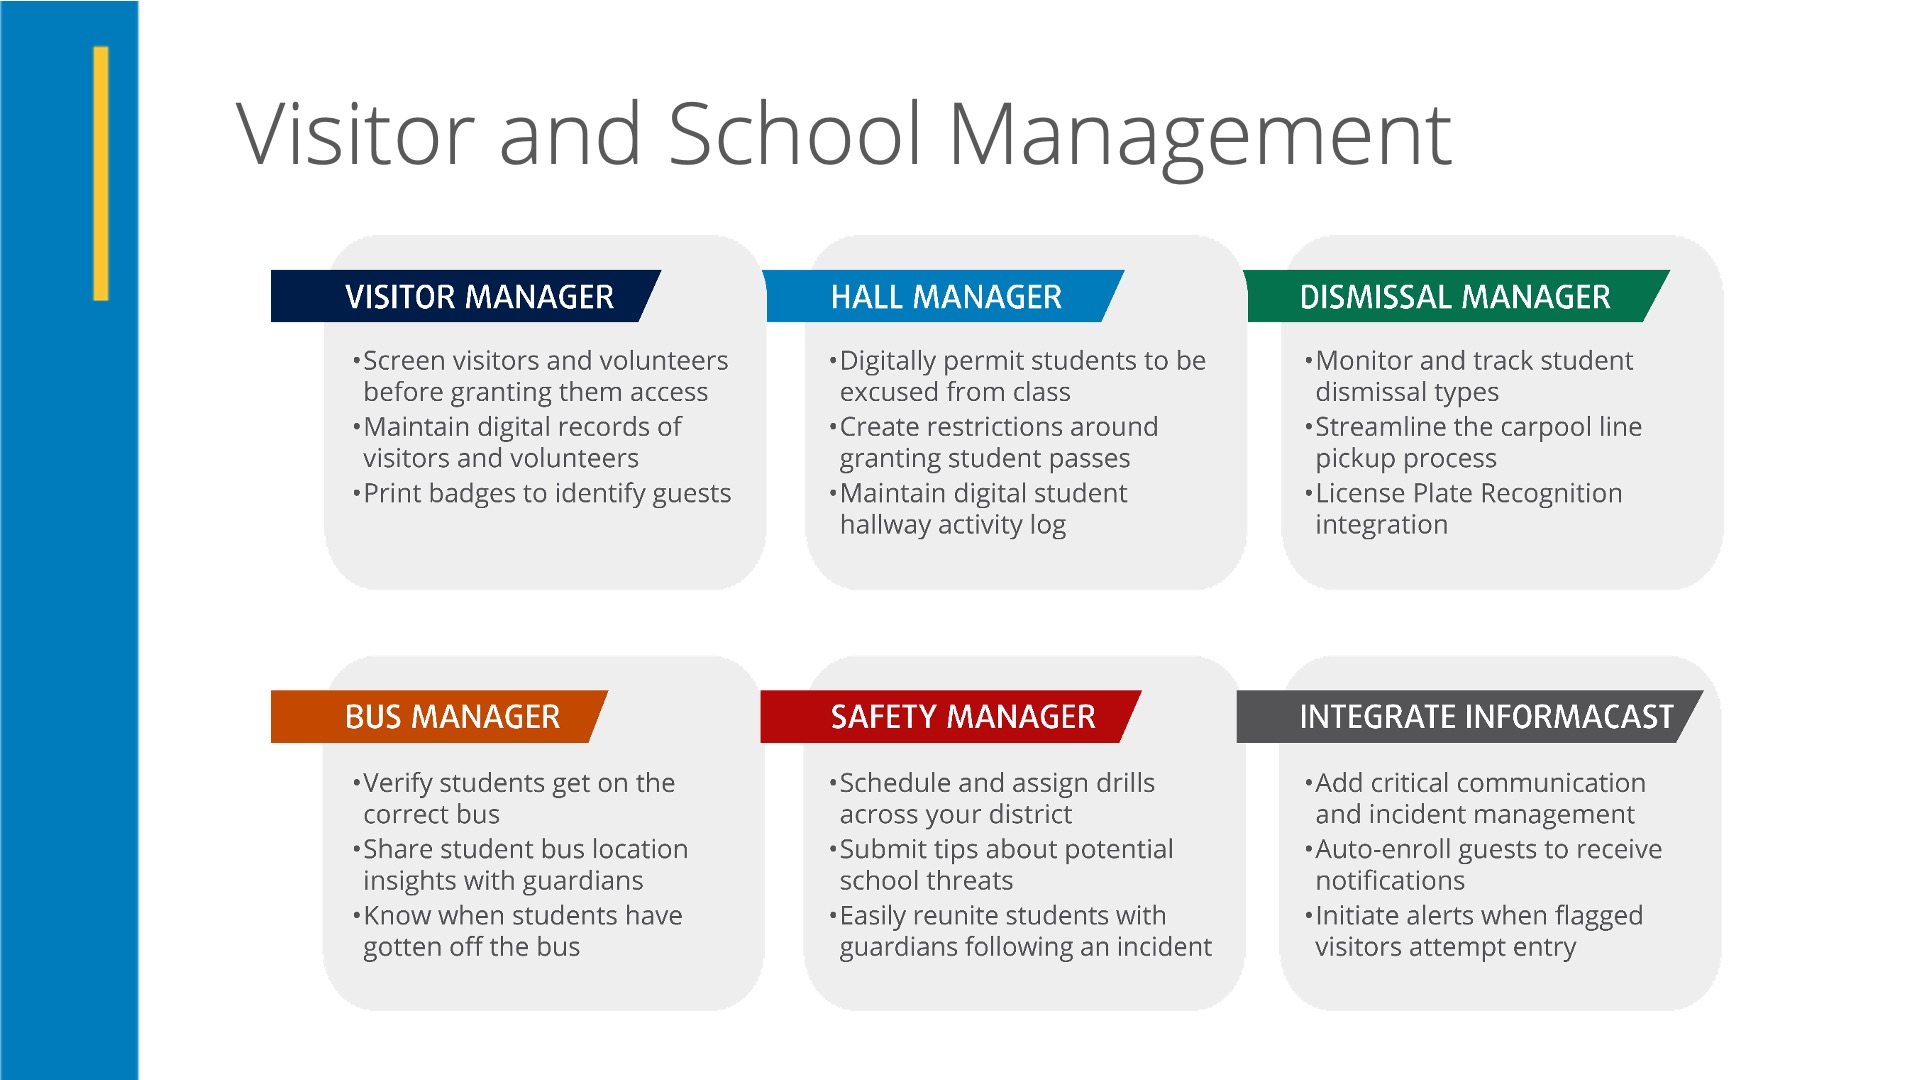 Visitor and School Management
VISITOR MANAGER
•Screen visitors and volunteers
before granting them access
•Maintain digital records of
visitors and volunteers
•Print badges to identify guests
HALL MANAGER
•Digitally permit students to be
excused from class
•Create restrictions around
granting student passes
•Maintain digital student
hallway activity log
DISMISSAL MANAGER
•Monitor and track student
dismissal types
•Streamline the carpool line
pickup process
•License Plate Recognition
integration
BUS MANAGER
•Verify students get on the
correct bus
•Share student bus location
insights with guardians
•Know when students have
gotten off the bus
SAFETY MANAGER
•Schedule and assign drills
across your district
•Submit tips about potential
school threats
•Easily reunite students with
guardians following an incident
INTEGRATE INFORMACAST
•Add critical communication
and incident management
•Auto-enroll guests to receive
notifications
•Initiate alerts when flagged
visitors attempt entry